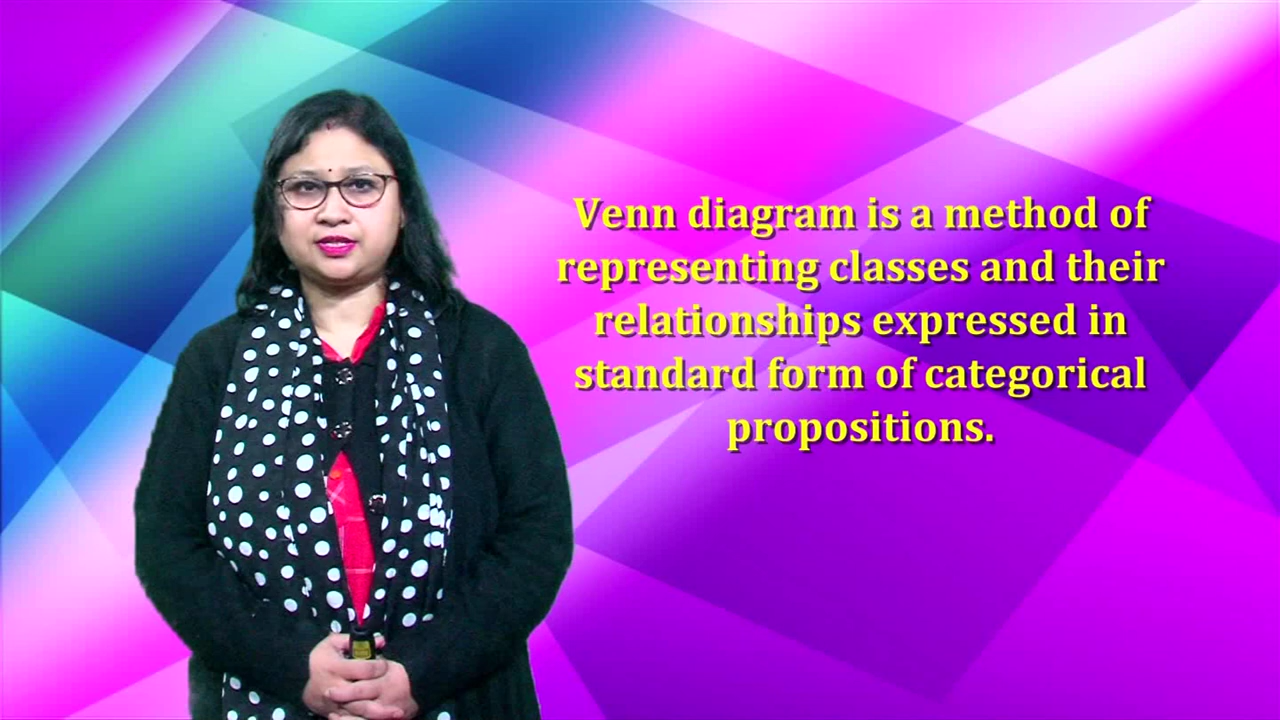 Venn diagram is a method of
representing classes and their
relationships expressed in
standard form of categorical
propositions.